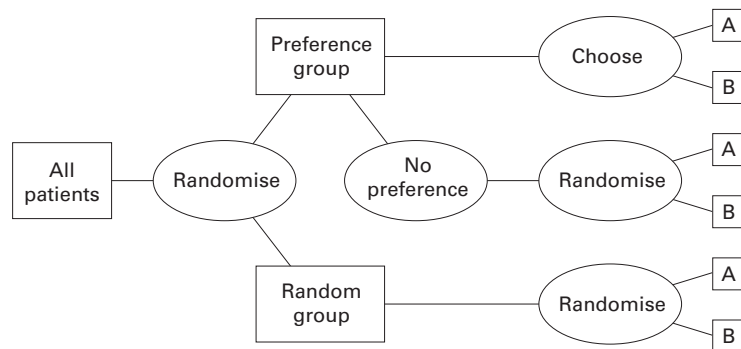 Preference
group
Choose
A
B
All
patients
Randomise
No
preference
Randomise
A
B
Random
group
Randomise
A
B